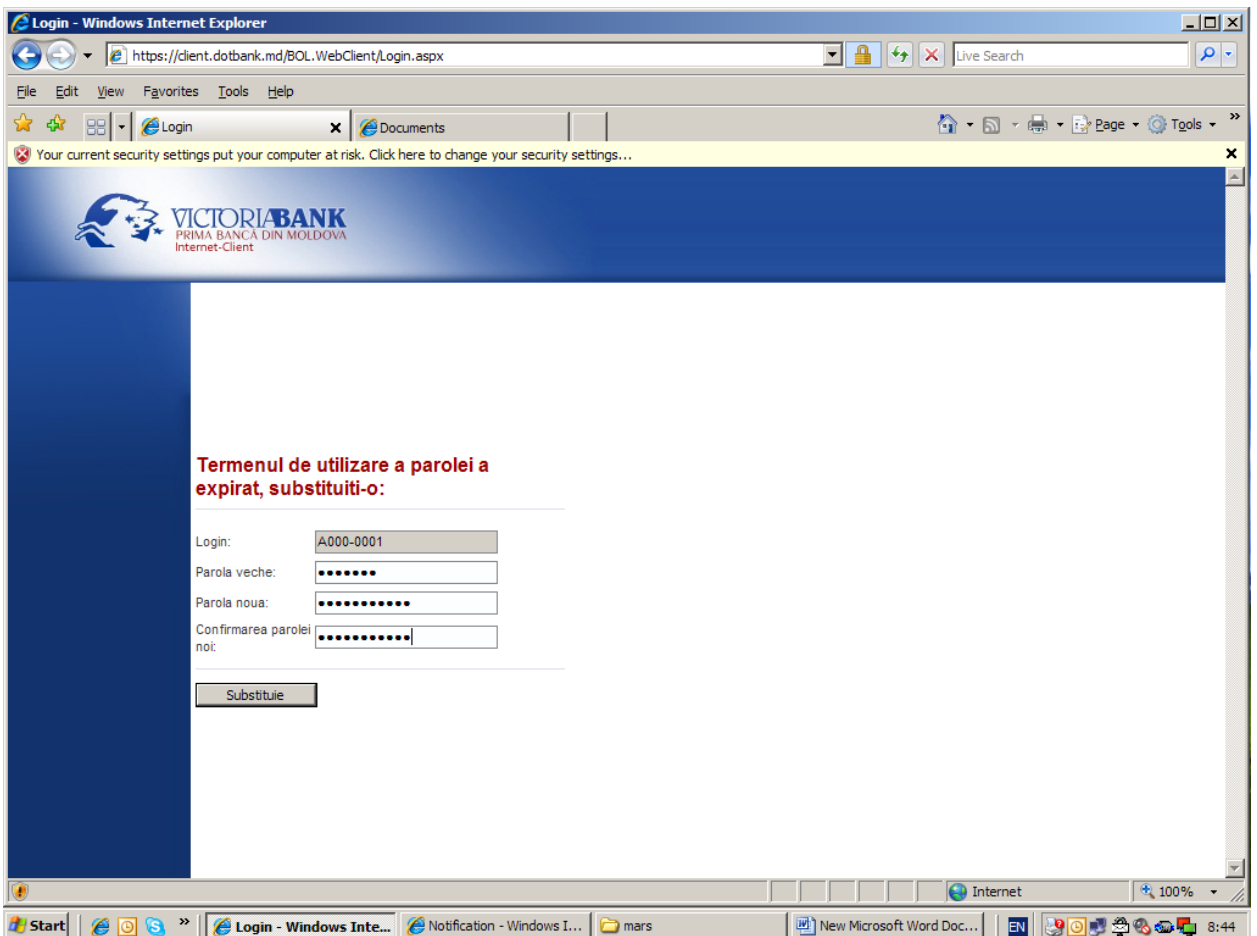 Login - Windows Internet Explorer
https://client.dotbank.md/BOL.WebClient/Login.aspx
Live Search
File Edit View Favorites Tools Help
Login
Documents
Page Tools
Your current security settings put your computer at risk. Click here to change your security settings...
VICTORIABANK
PRIMA BANCĂ DIN MOLDOVA
Internet-Client
Termenul de utilizare a parolei a
expirat, substituiti-o:
Login: A000-0001
Parola veche: •••••••
Parola noua: •••••••••••
Confirmarea parolei
noi: •••••••••••
Substituie
Internet 100%
Start » Login - Windows Inte... Notification - Windows I... mars New Microsoft Word Doc... EN 8:44